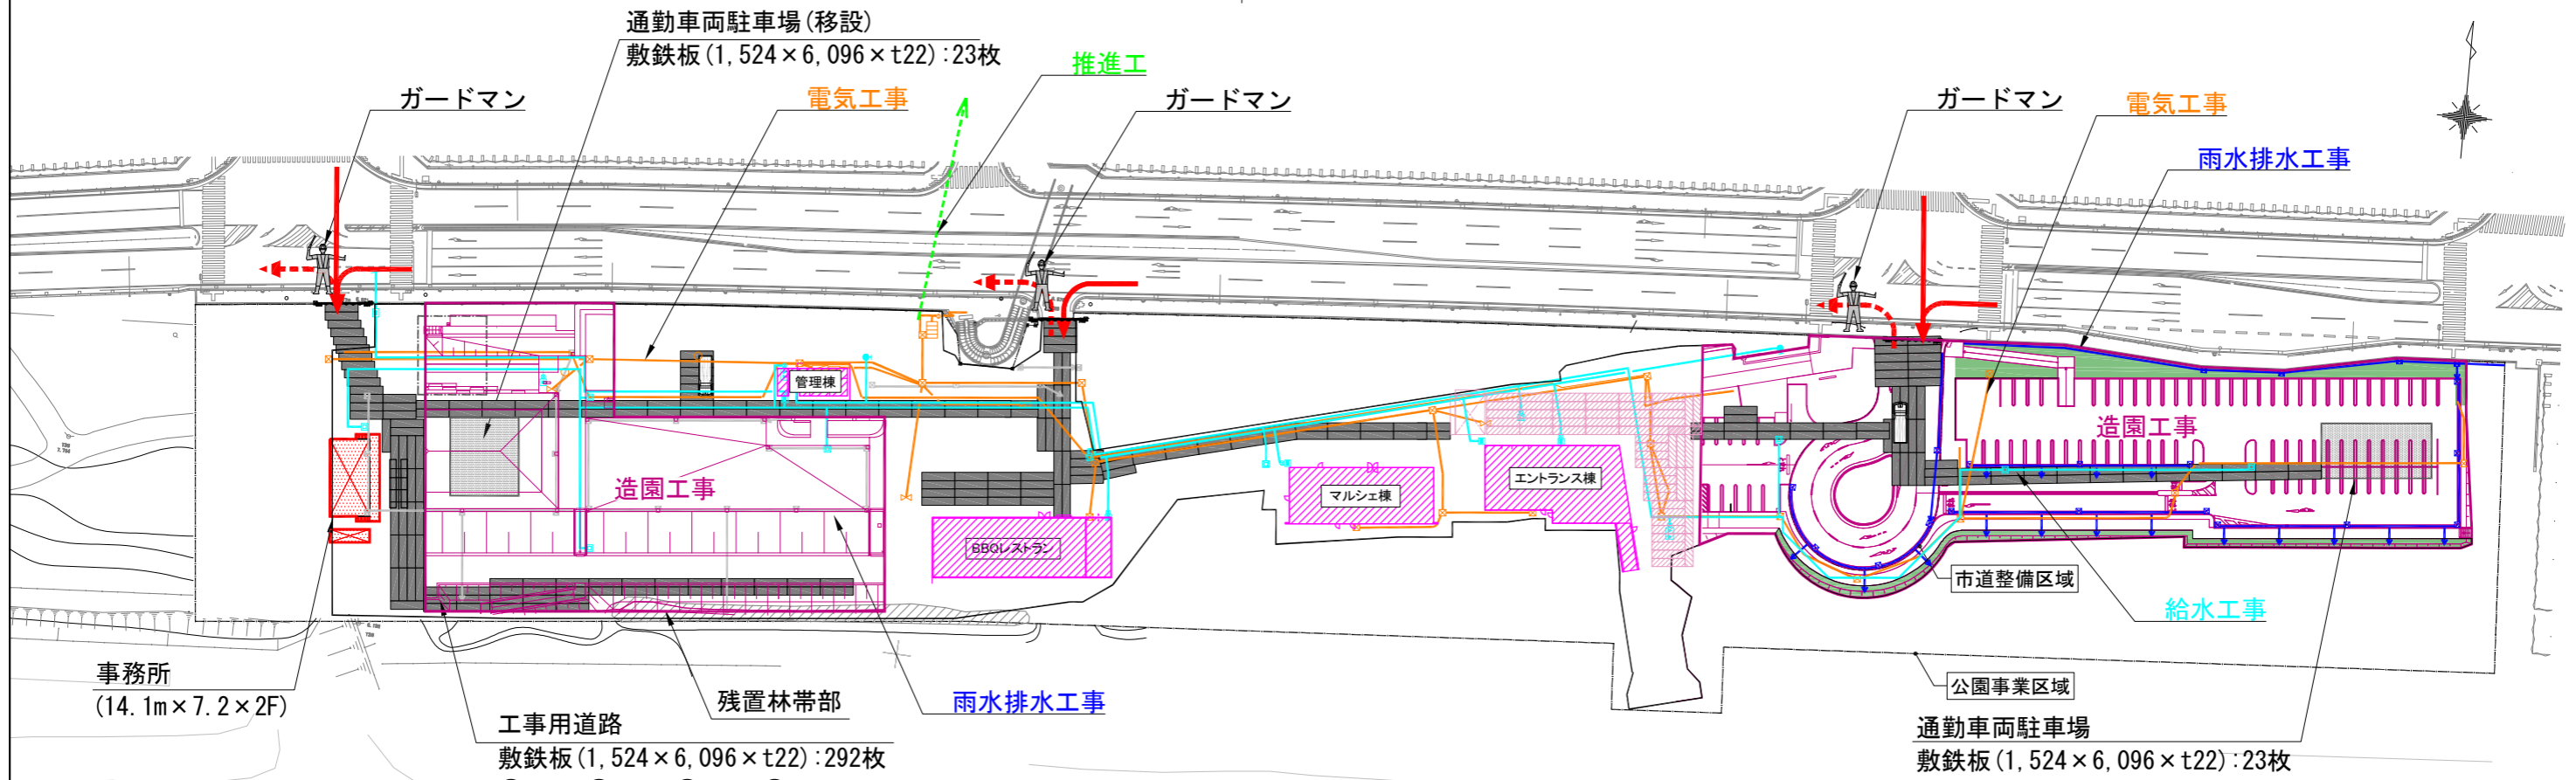 通勤車両駐車場(移設)
敷鉄板(1,524×6,096×t22):23枚
推進工
ガードマン
電気工事
ガードマン
ガードマン
電気工事
雨水排水工事
管理棟
造園工事
造園工事
マルシェ棟
エントランス棟
BBQレストラン
市道整備区域
給水工事
事務所
(14.1m×7.2×2F)
残置林帯部
雨水排水工事
公園事業区域
工事用道路
敷鉄板(1,524×6,096×t22):292枚
通勤車両駐車場
敷鉄板(1,524×6,096×t22):23枚